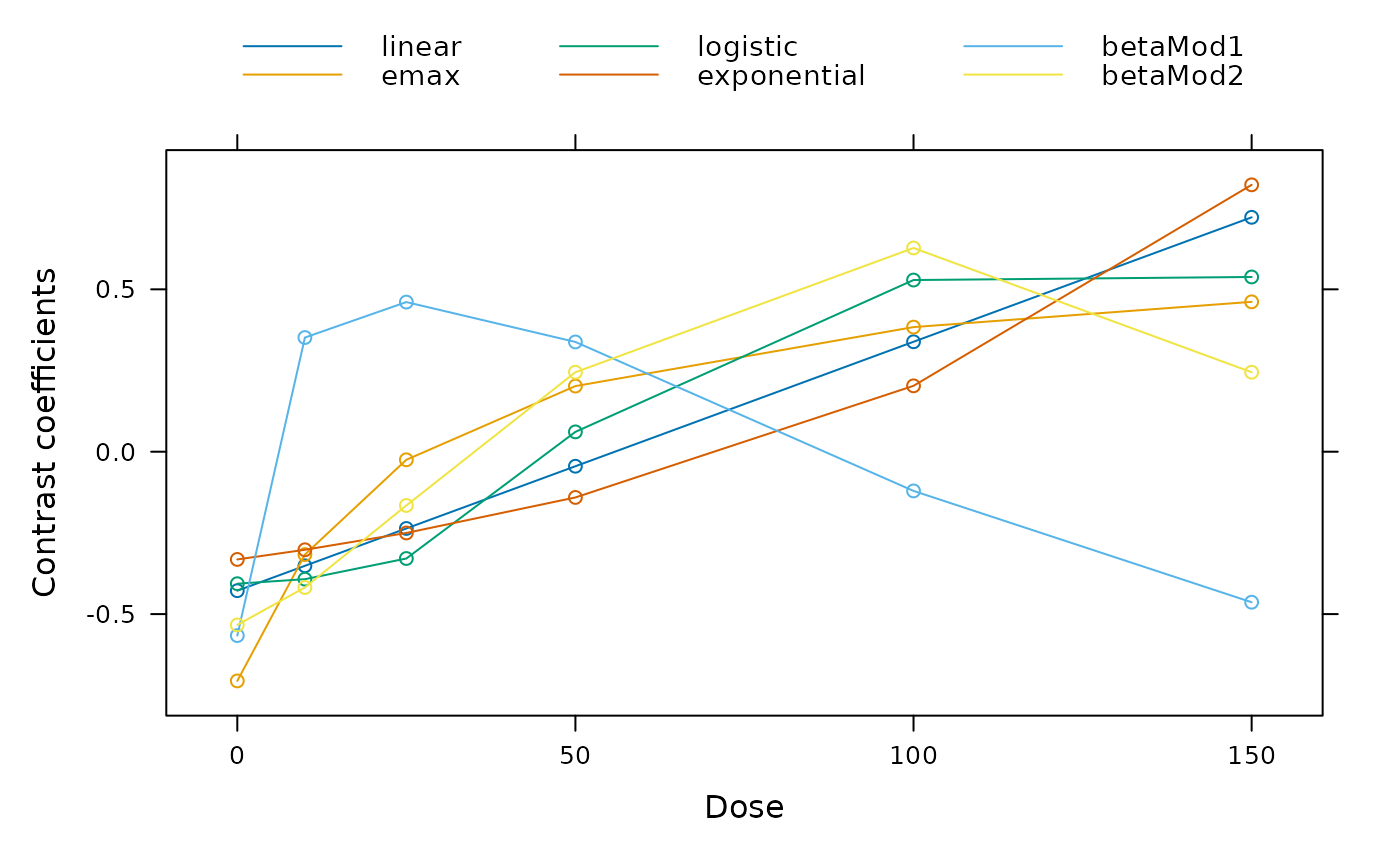 linear logistic betaMod1
emax exponential betaMod2
Contrast coefficients
0.5
0.0
-0.5
0 50 100 150
Dose